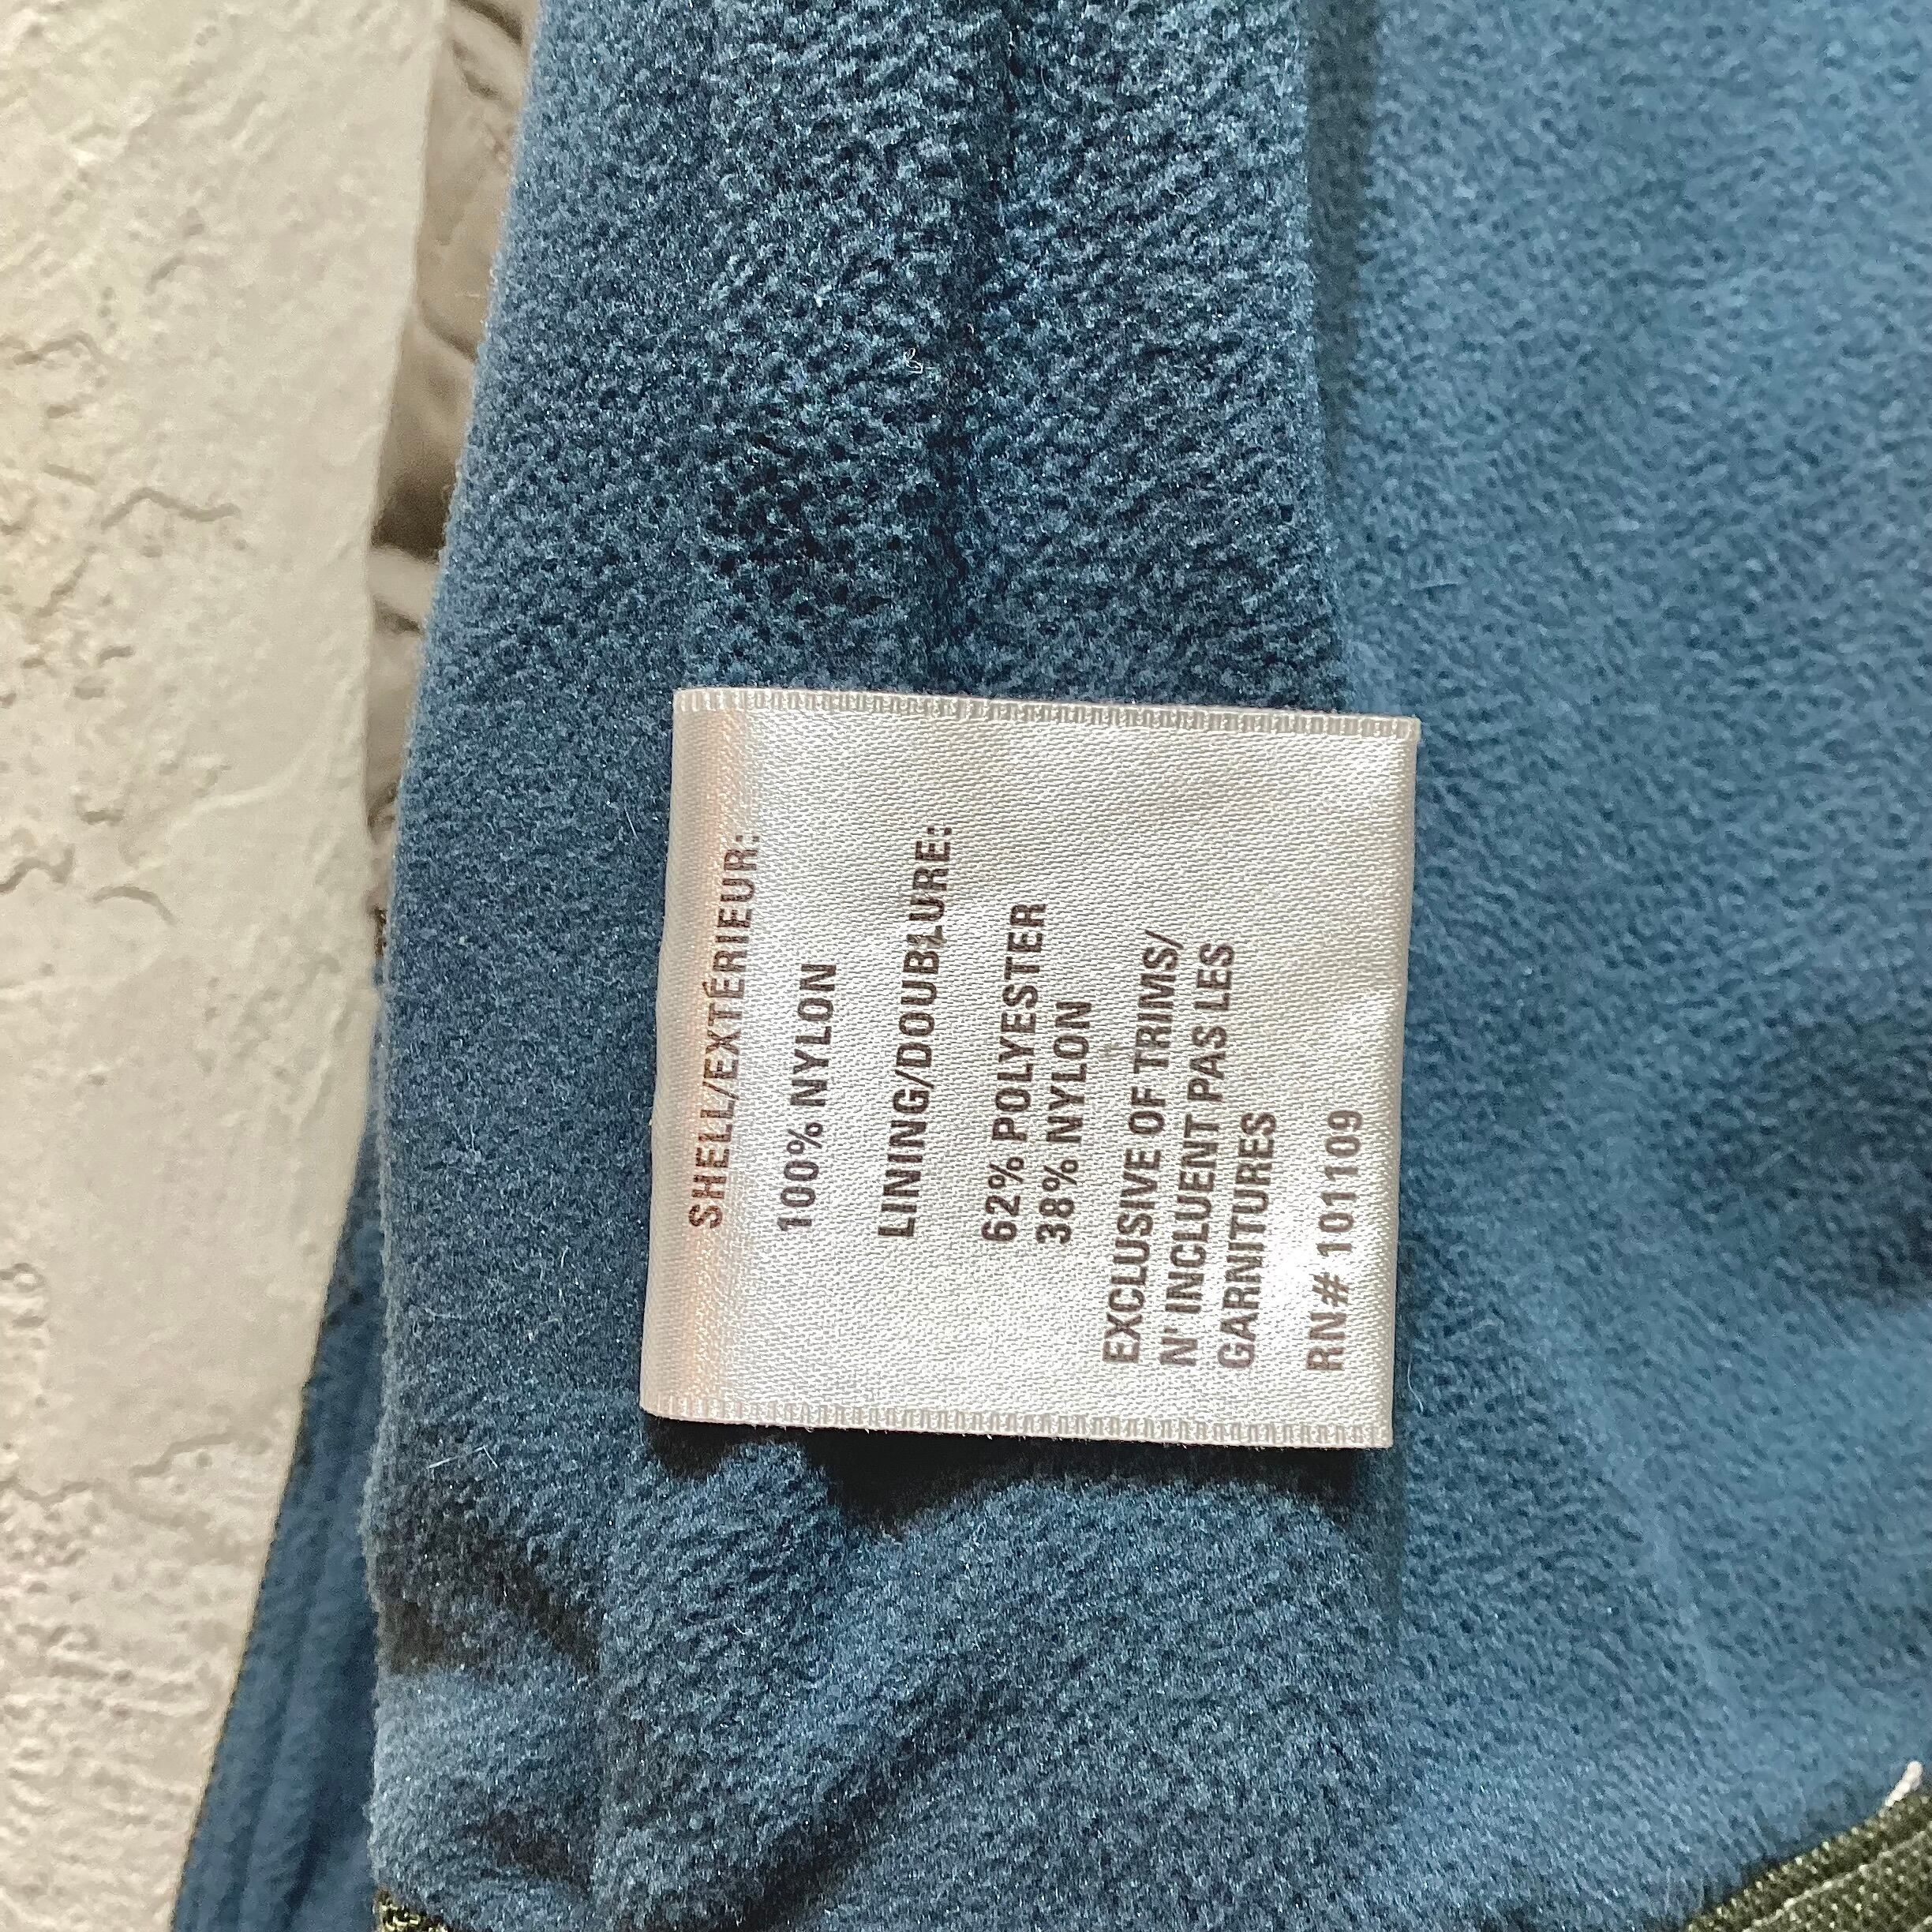 SHELL/EXTÉRIEUR:
100% NYLON
LINING/DOUBLURE:
62% POLYESTER
38% NYLON
EXCLUSIVE OF TRIMS/
N' INCLUENT PAS LES
GARNITURES
RN# 101109